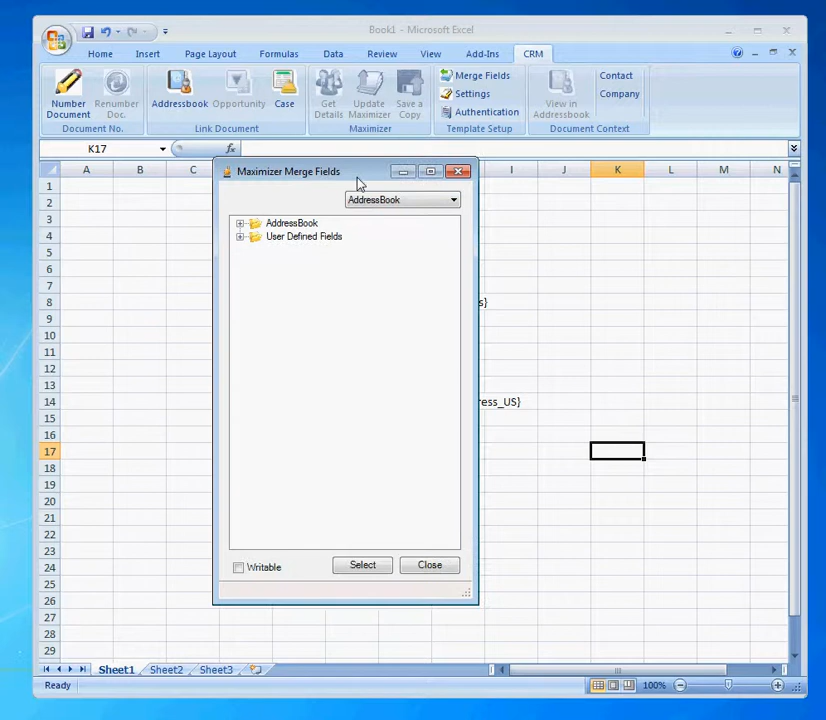 Book1 - Microsoft Excel
Home Insert Page Layout Formulas Data Review View Add-Ins CRM
Number Document
Renumber Doc.
Document No.
Addressbook Opportunity Case
Link Document
Get Details
Update Maximizer
Save a Copy
Maximizer
Merge Fields
Settings
Authentication
Template Setup
View in Addressbook
Contact
Company
Document Context
K17 fx
A B C I J K L M N
Maximizer Merge Fields
AddressBook
AddressBook
User Defined Fields
Writable Select Close
1
2
3
4
5
6
7
8 s}
9
10
11
12
13
14 ress_US}
15
16
17
18
19
20
21
22
23
24
25
26
27
28
29
Sheet1 Sheet2 Sheet3
Ready 100%